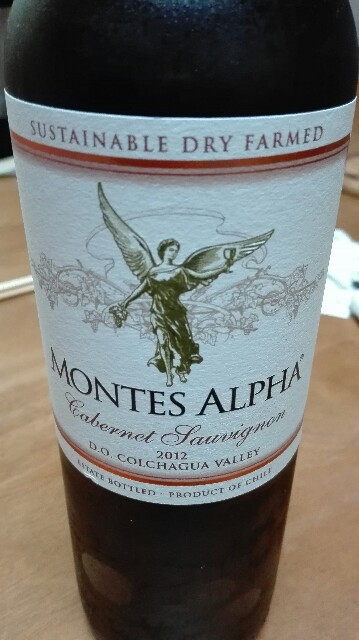 SUSTAINABLE DRY FARMED
MONTES ALPHA®
Cabernet Sauvignon
2012
D.O. COLCHAGUA VALLEY
ESTATE BOTTLED - PRODUCT OF CHILE